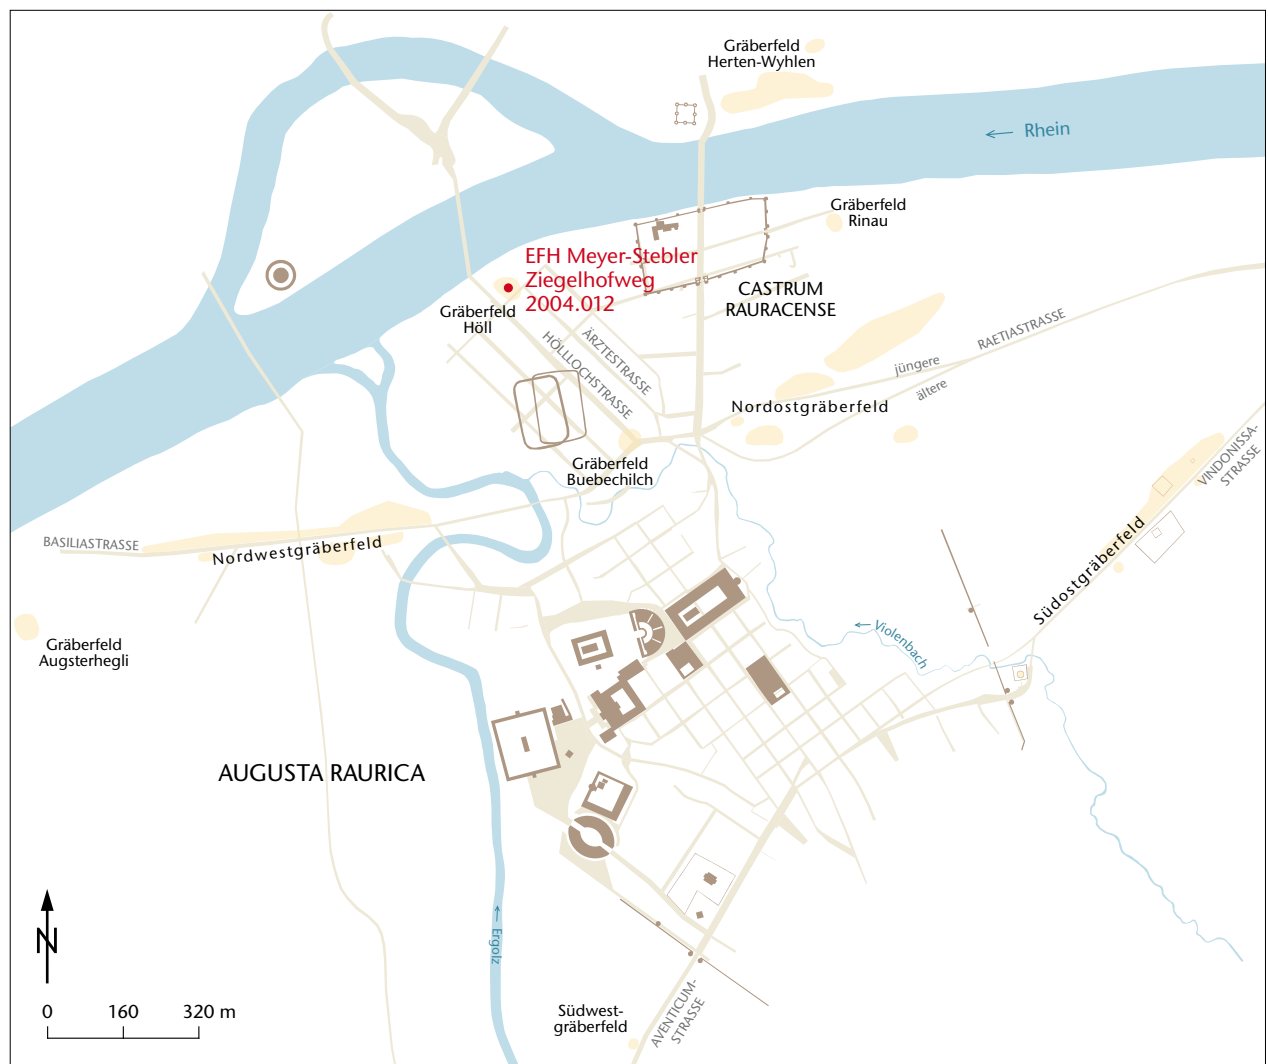 Gräberfeld
Herten-Wyhlen
Rhein
Gräberfeld
Rinau
EFH Meyer-Stebler
Ziegelhofweg
2004.012
CASTRUM
RAURACENSE
Gräberfeld
Höll
ÄRZTESTRASSE
HÖLLLOCHSTRASSE
RAETIASTRASSE
jüngere
ältere
Nordostgräberfeld
VINDONISSA-
STRASSE
Gräberfeld
Buebechilch
BASILIASTRASSE
Nordwestgräberfeld
Südostgräberfeld
Violenbach
Gräberfeld
Augsterhegli
AUGUSTA RAURICA
Ergolz
N
0 160 320 m
Südwest-
gräberfeld
AVENTICUM-
STRASSE